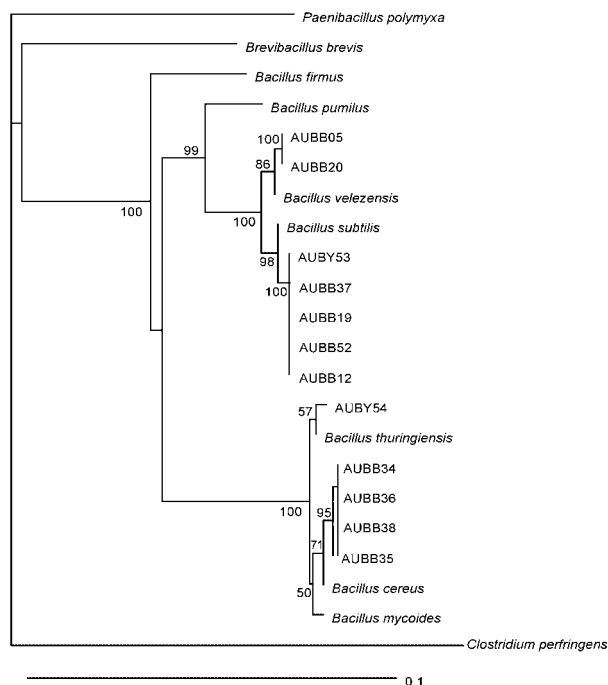 Paenibacillus polymyxa
Brevibacillus brevis
Bacillus firmus
Bacillus pumilus
99
100
AUBB05
86
AUBB20
Bacillus velezensis
100
100
Bacillus subtilis
98
AUBY53
100
AUBB37
AUBB19
AUBB52
AUBB12
57
AUBY54
Bacillus thuringiensis
AUBB34
AUBB36
100
95
AUBB38
71
AUBB35
50
Bacillus cereus
Bacillus mycoides
Clostridium perfringens
0.1